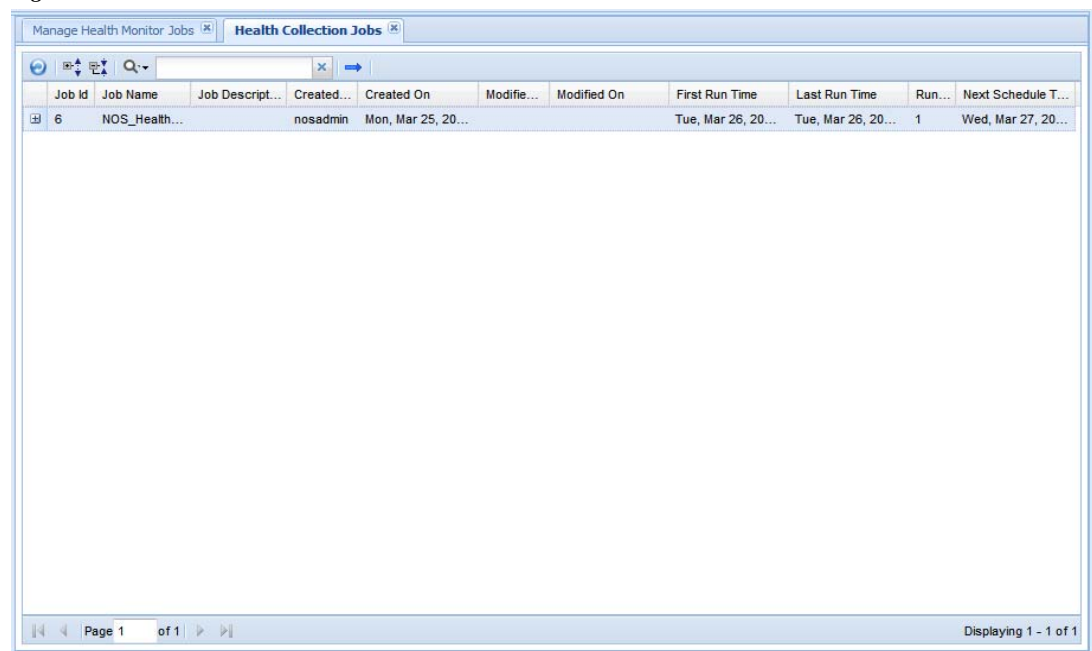 Manage Health Monitor Jobs Health Collection Jobs
Job Id Job Name Job Descript... Created... Created On Modifie... Modified On First Run Time Last Run Time Run... Next Schedule T...
6 NOS_Health... nosadmin Mon, Mar 25, 20... Tue, Mar 26, 20... Tue, Mar 26, 20... 1 Wed, Mar 27, 20...
Page 1 of 1 Displaying 1 - 1 of 1